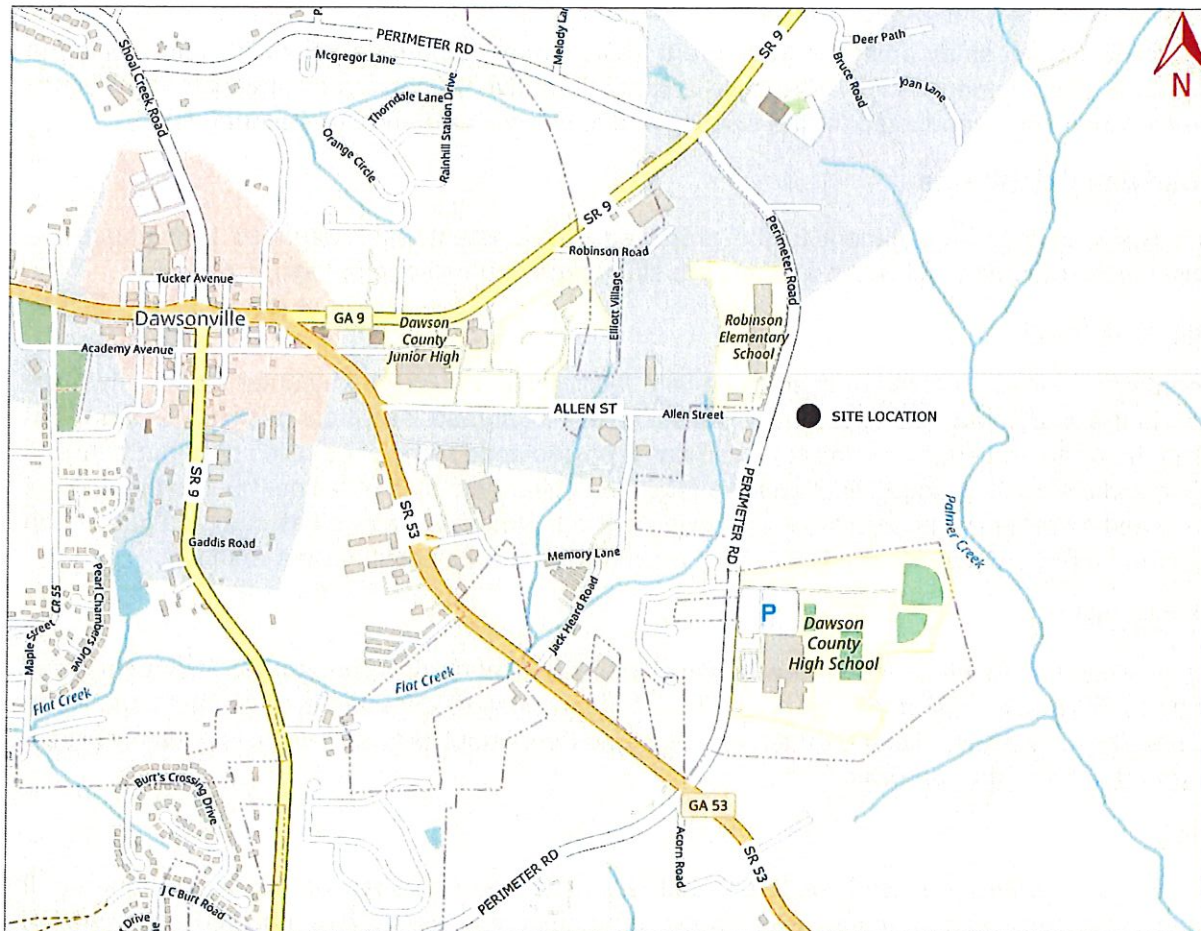 Shoal Creek Road
PERIMETER RD
Mcgregor Lane
Melody Lan
SR 9
Deer Path
Bruce Road
Joan Lane
N
Thorndale Lane
Orange Circle
Rainhill Station Drive
SR 9
Robinson Road
Perimeter Road
Tucker Avenue
Dawsonville
GA 9
Dawson
County
Junior High
Elliott Village
Robinson
Elementary
School
Academy Avenue
ALLEN ST
Allen Street
SITE LOCATION
SR 9
SR 53
PERIMETER RD
Palmer Creek
Gaddis Road
Memory Lane
CR 55
Pearl Chambers Drive
Maple Street
Jack Heard Road
P
Dawson
County
High School
Flat Creek
Flat Creek
Burt's Crossing Drive
GA 53
Acorn Road
SR 53
PERIMETER RD
J C Burt Road
Drive